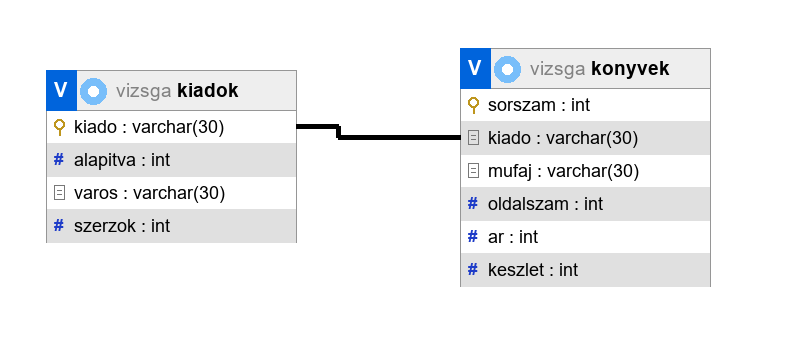 V vizsga kiadok
kiado : varchar(30)
# alapitva : int
varos : varchar(30)
# szerzok : int
V vizsga konyvek
sorszam : int
kiado : varchar(30)
mufaj : varchar(30)
# oldalszam : int
# ar : int
# keszlet : int